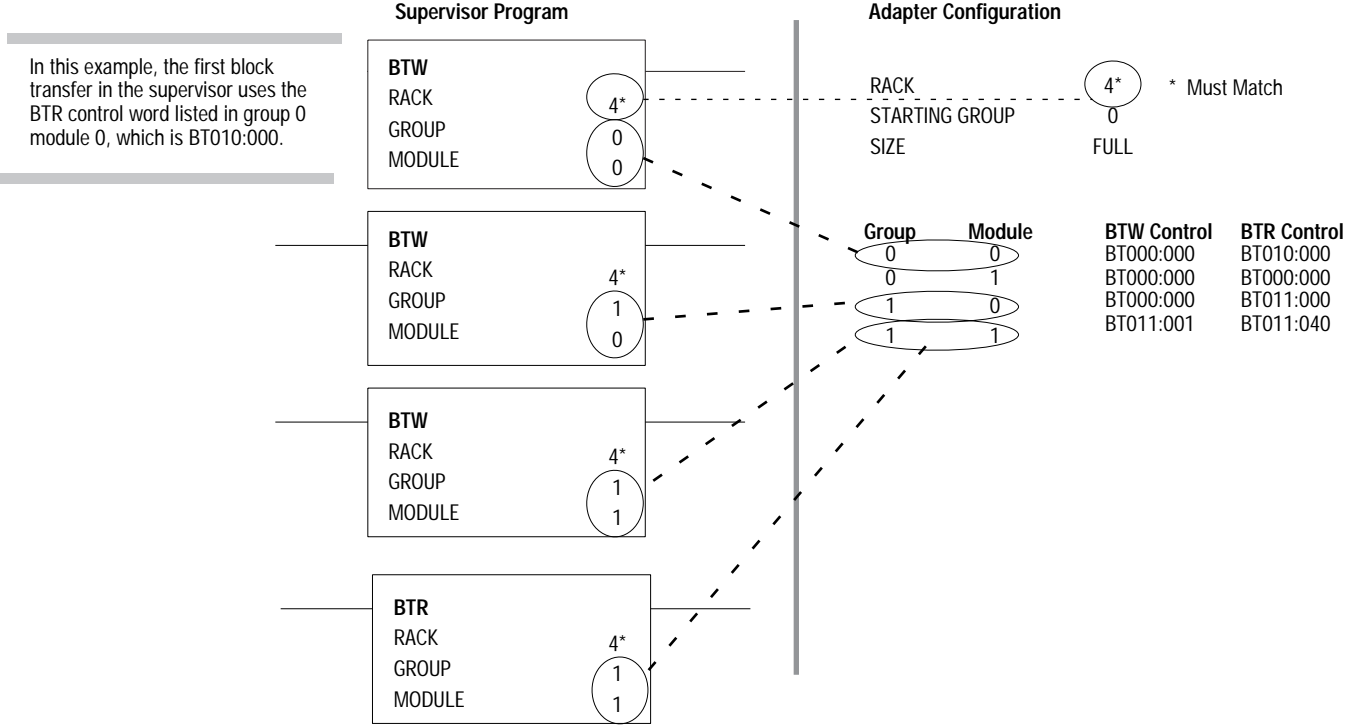 Supervisor Program
Adapter Configuration
In this example, the first block
transfer in the supervisor uses the
BTR control word listed in group 0
module 0, which is BT010:000.
BTW
RACK 4*
GROUP 0
MODULE 0
BTW
RACK 4*
GROUP 1
MODULE 0
BTW
RACK 4*
GROUP 1
MODULE 1
BTR
RACK 4*
GROUP 1
MODULE 1
RACK 4* * Must Match
STARTING GROUP 0
SIZE FULL
Group Module BTW Control BTR Control
0 0 BT000:000 BT010:000
0 1 BT000:000 BT000:000
1 0 BT000:000 BT011:000
1 1 BT011:001 BT011:040